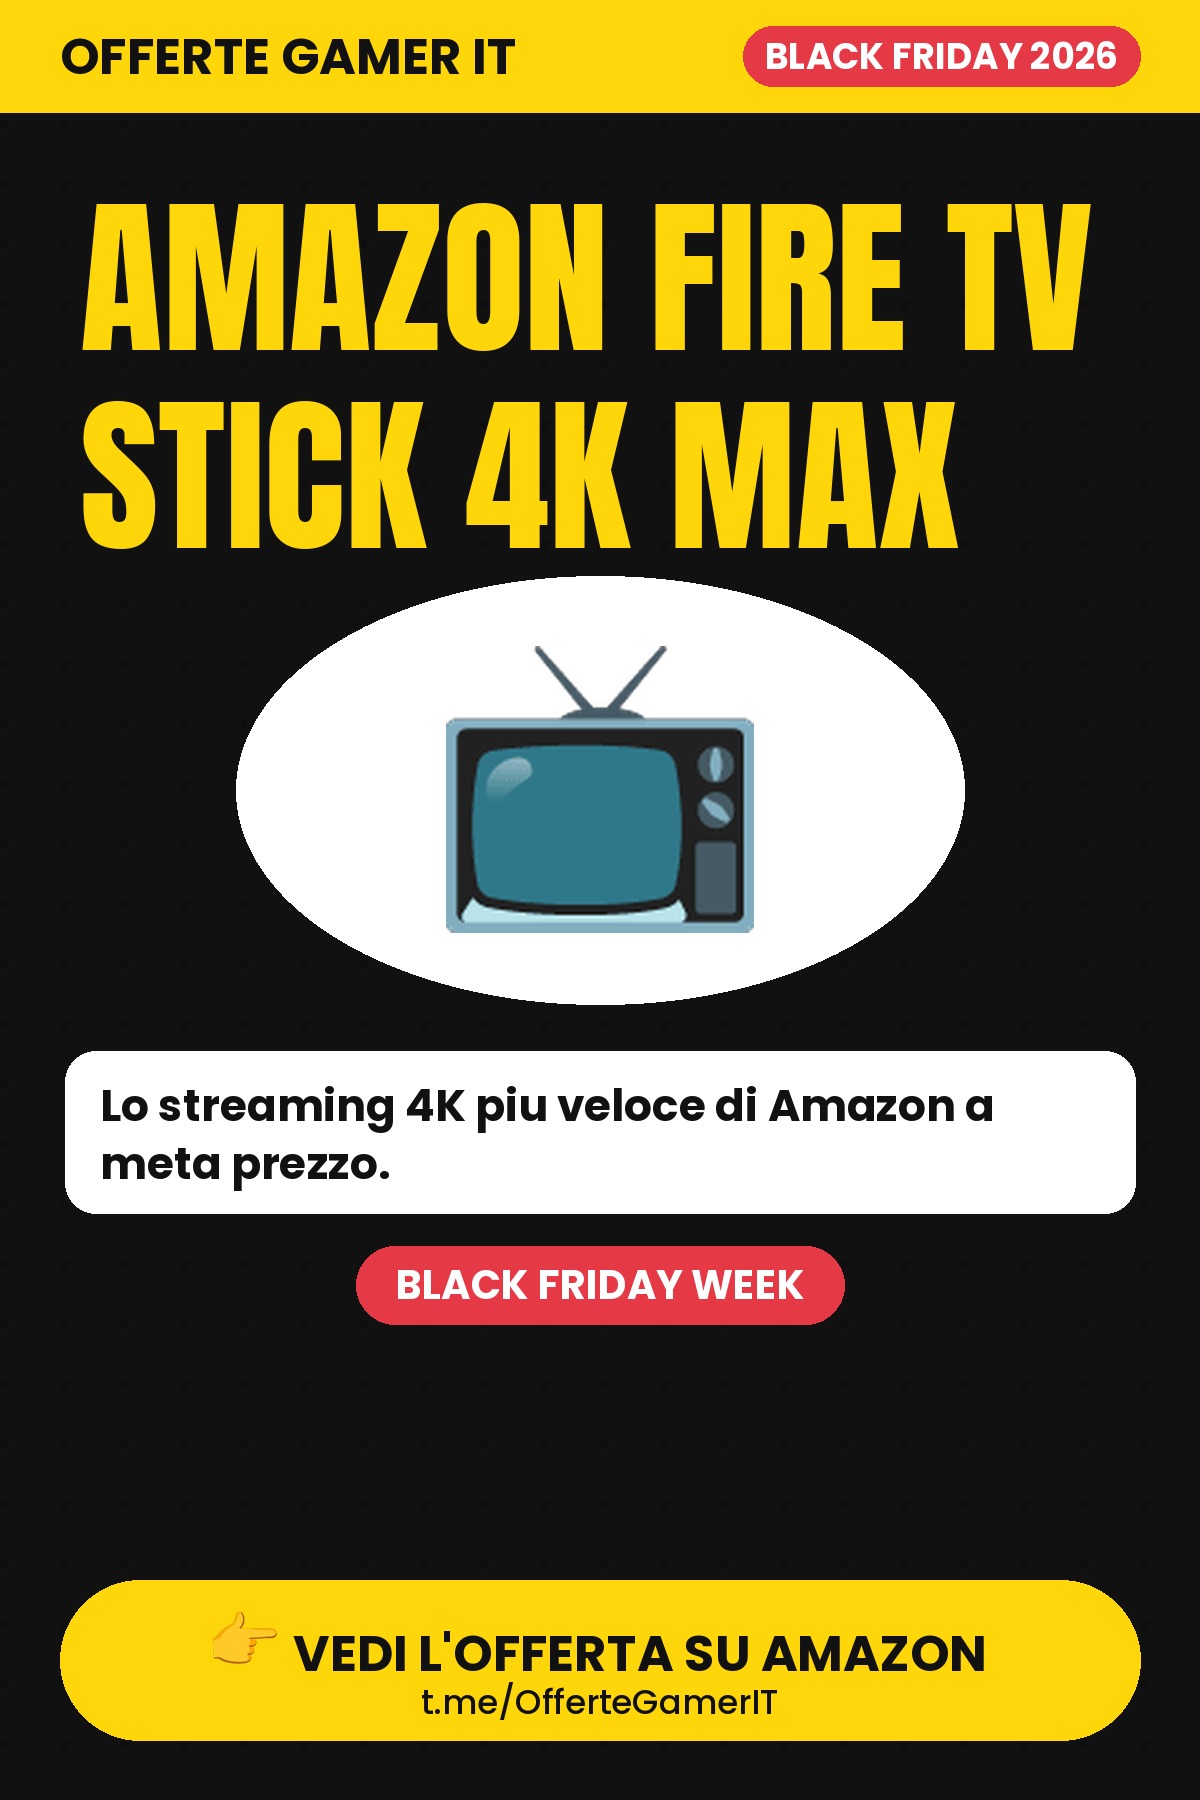 OFFERTE GAMER IT
BLACK FRIDAY 2026
AMAZON FIRE TV
STICK 4K MAX
Lo streaming 4K piu veloce di Amazon a
meta prezzo.
BLACK FRIDAY WEEK
👉 VEDI L'OFFERTA SU AMAZON
t.me/OfferteGamerIT